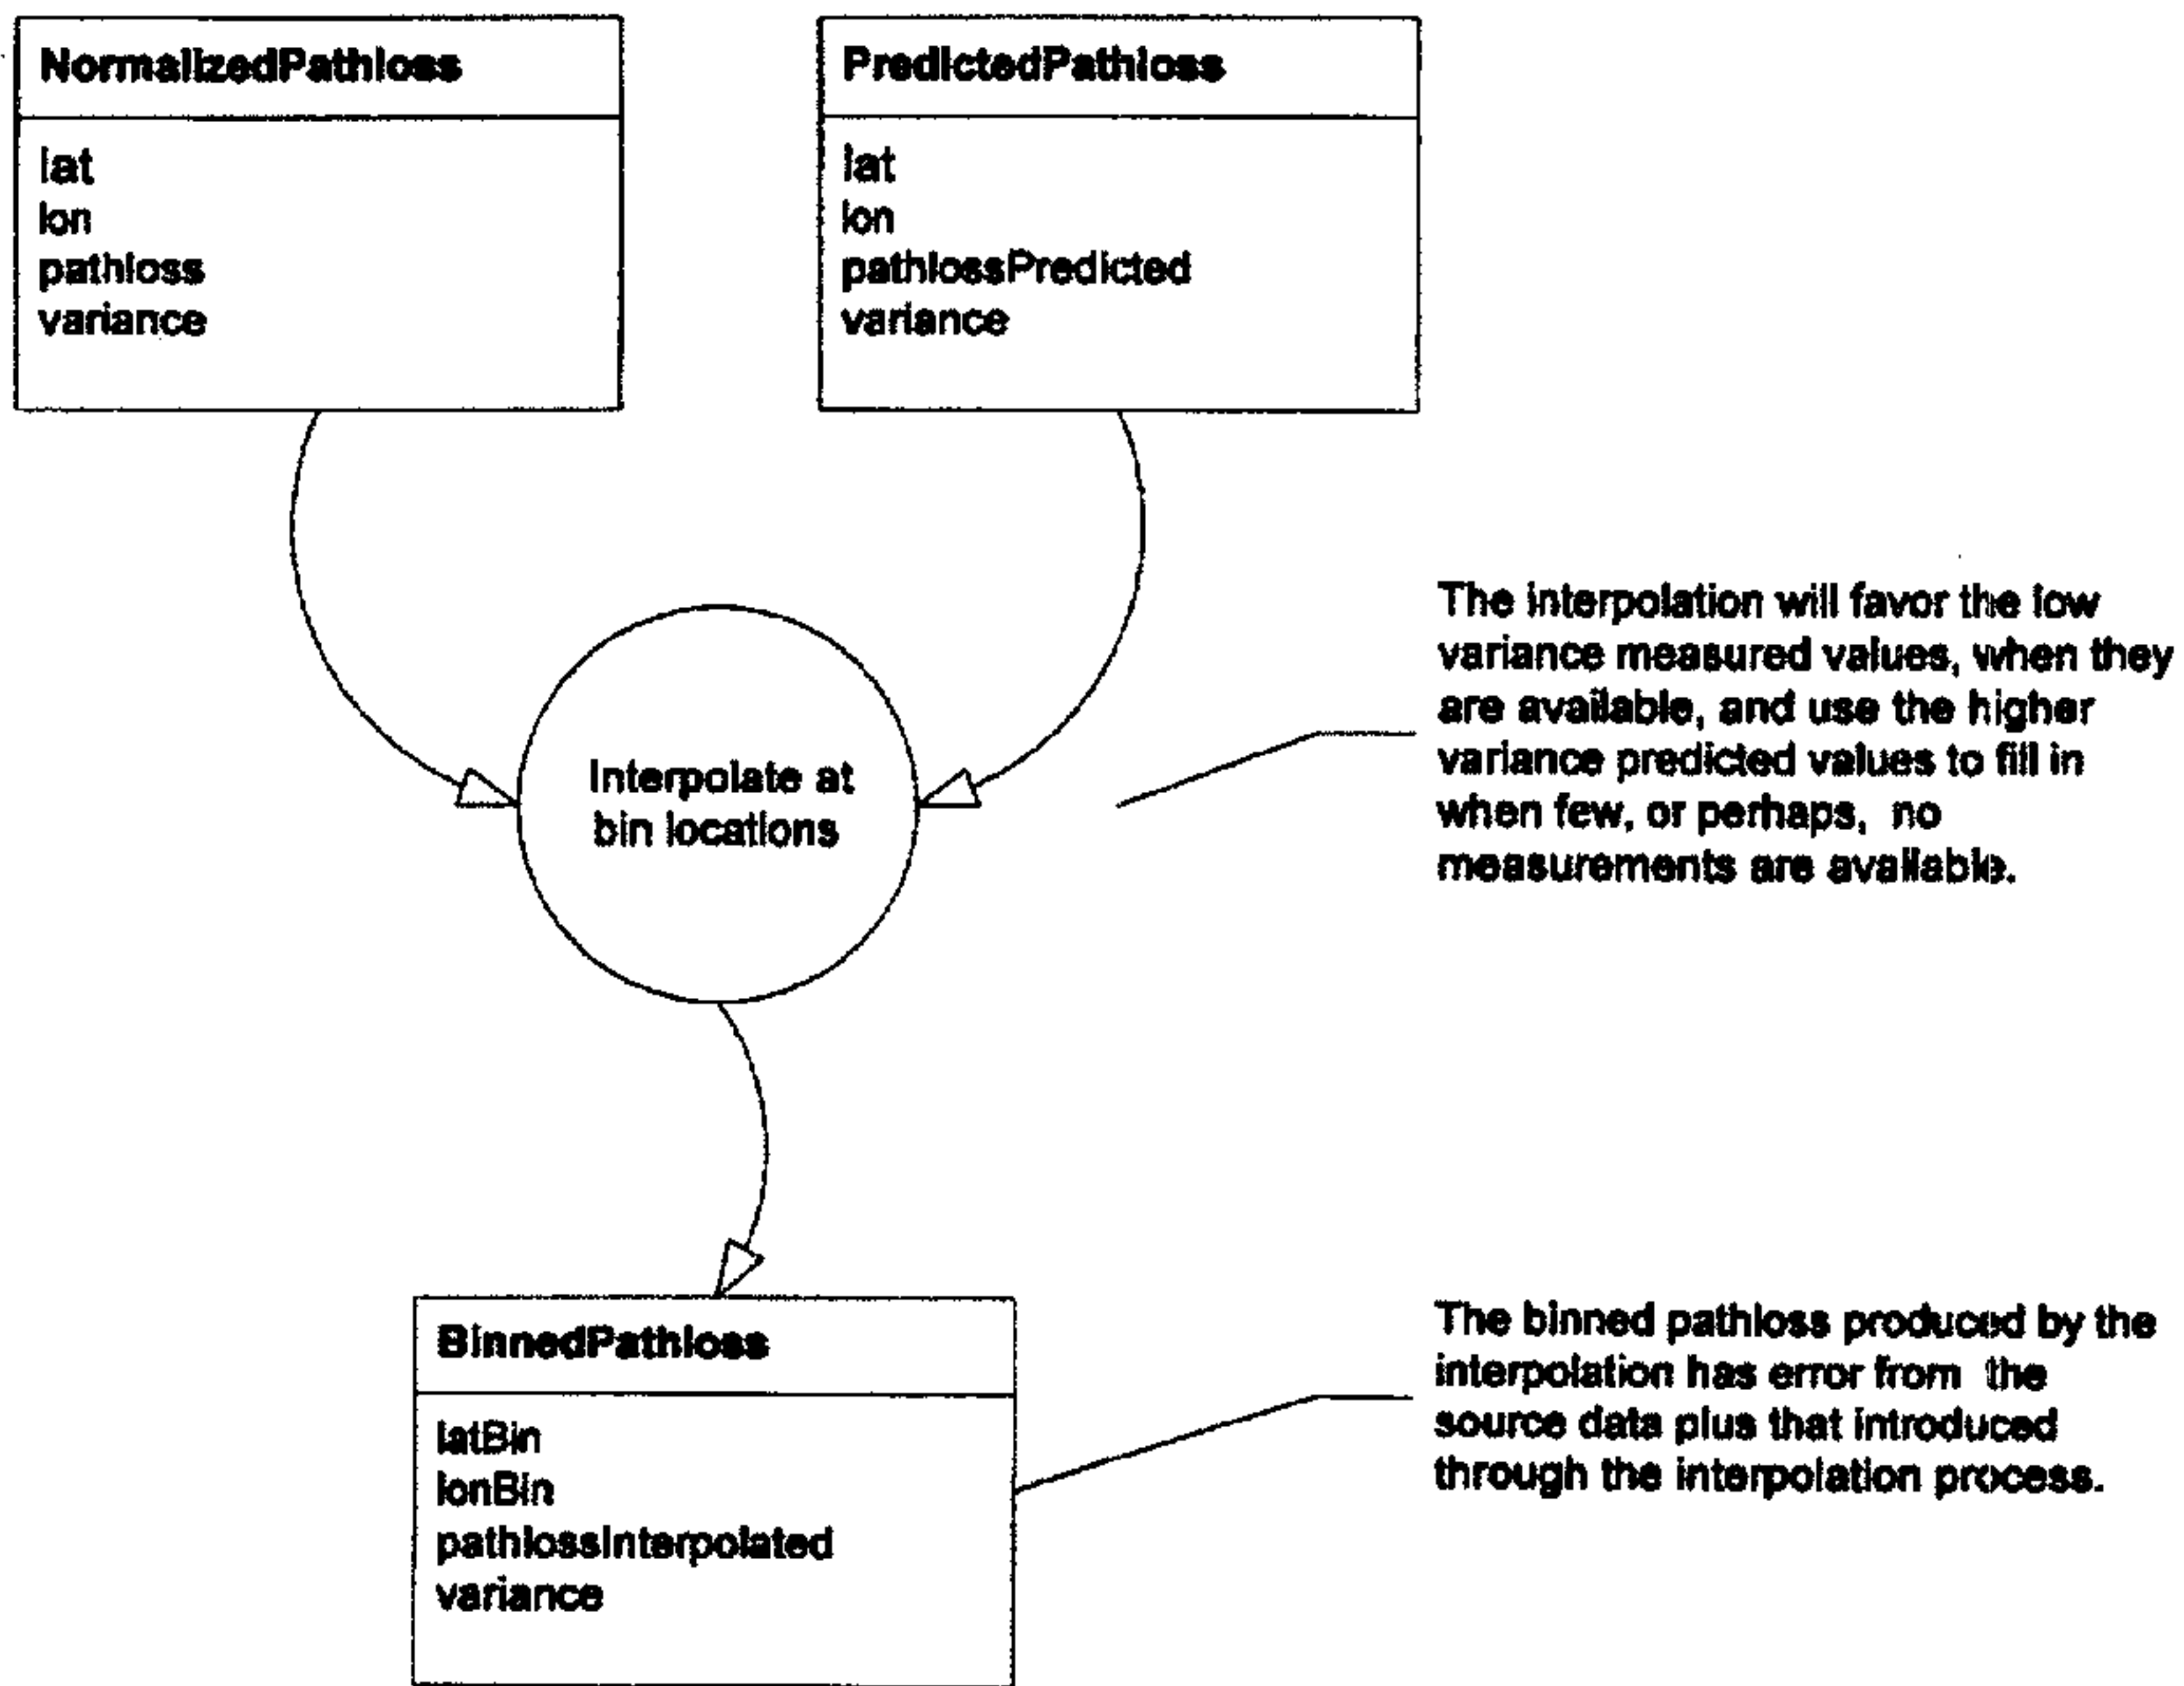 NormalizedPathloss
lat
lon
pathloss
variance
PredictedPathloss
lat
lon
pathlossPredicted
variance
Interpolate at
bin locations
The interpolation will favor the low
variance measured values, when they
are available, and use the higher
variance predicted values to fill in
when few, or perhaps, no
measurements are available.
BinnedPathloss
latBin
lonBin
pathlossInterpolated
variance
The binned pathloss produced by the
interpolation has error from the
source data plus that introduced
through the interpolation process.